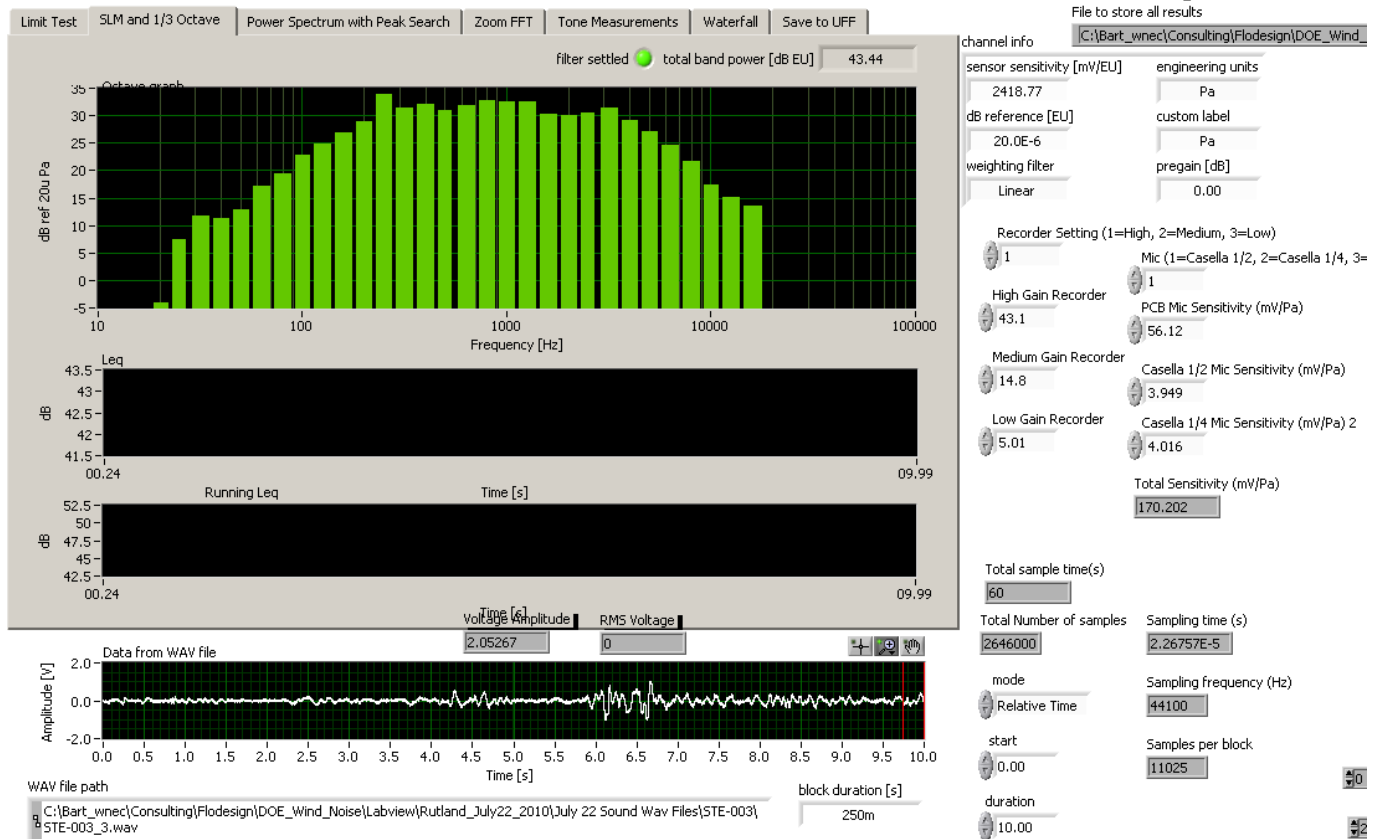 Limit Test SLM and 1/3 Octave Power Spectrum with Peak Search Zoom FFT Tone Measurements Waterfall Save to UFF
filter settled total band power [dB EU] 43.44
Octave graph
35
30
25
20
15
10
5
0
-5
dB ref 20u Pa
10 100 1000 10000 100000
Frequency [Hz]
Leq
43.5
43
42.5
42
41.5
dB
00.24 09.99
Running Leq Time [s]
52.5
50
47.5
45
42.5
dB
00.24 09.99
Time [s]
Voltage Amplitude RMS Voltage
2.05267 0
Data from WAV file
2.0
0.0
-2.0
Amplitude [V]
0.0 0.5 1.0 1.5 2.0 2.5 3.0 3.5 4.0 4.5 5.0 5.5 6.0 6.5 7.0 7.5 8.0 8.5 9.0 9.5 10.0
Time [s]
WAV file path
C:\Bart_wnec\Consulting\Flodesign\DOE_Wind_Noise\Labview\Rutland_July22_2010\July 22 Sound Wav Files\STE-003\
STE-003_3.wav
block duration [s]
250m
File to store all results
C:\Bart_wnec\Consulting\Flodesign\DOE_Wind_
channel info
sensor sensitivity [mV/EU] engineering units
2418.77 Pa
dB reference [EU] custom label
20.0E-6 Pa
weighting filter pregain [dB]
Linear 0.00
Recorder Setting (1=High, 2=Medium, 3=Low)
1
Mic (1=Casella 1/2, 2=Casella 1/4, 3=
1
High Gain Recorder
43.1
PCB Mic Sensitivity (mV/Pa)
56.12
Medium Gain Recorder
14.8
Casella 1/2 Mic Sensitivity (mV/Pa)
3.949
Low Gain Recorder
5.01
Casella 1/4 Mic Sensitivity (mV/Pa) 2
4.016
Total Sensitivity (mV/Pa)
170.202
Total sample time(s)
60
Total Number of samples Sampling time (s)
2646000 2.26757E-5
mode Sampling frequency (Hz)
Relative Time 44100
start Samples per block
0.00 11025
0
duration
10.00
2